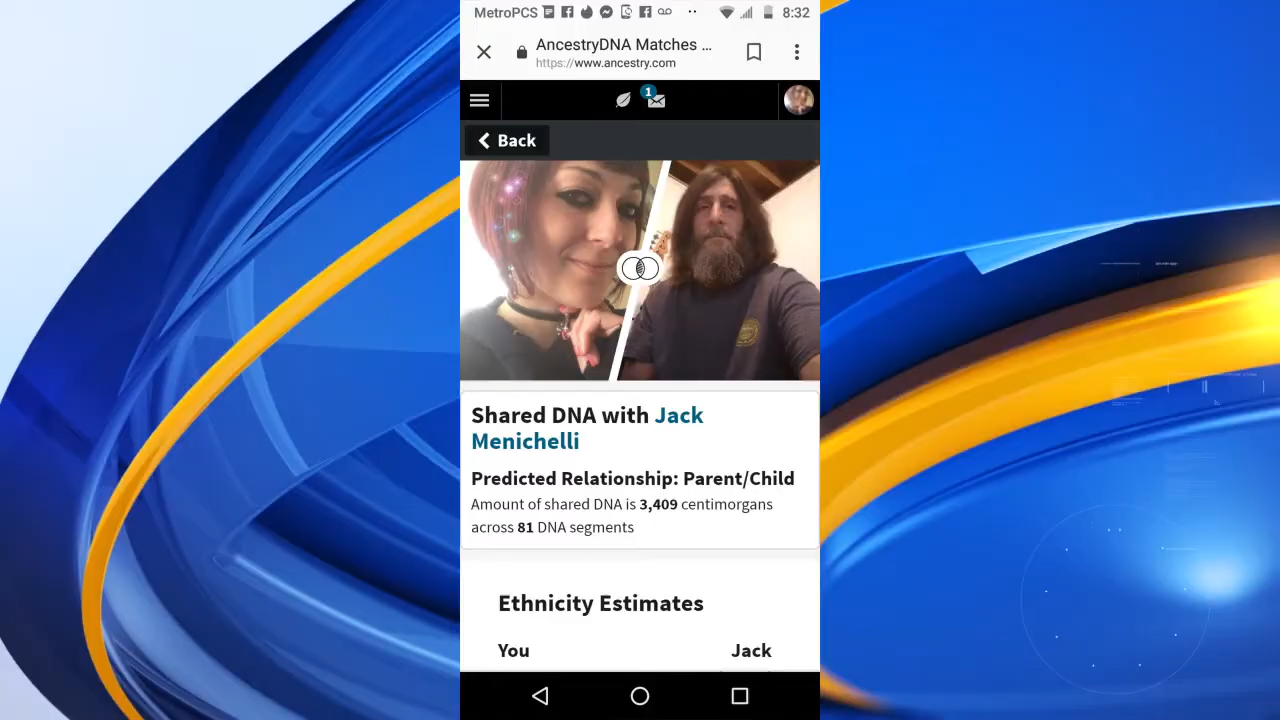 MetroPCS 8:32
AncestryDNA Matches ...
https://www.ancestry.com
1
Back
Shared DNA with Jack
Menichelli
Predicted Relationship: Parent/Child
Amount of shared DNA is 3,409 centimorgans
across 81 DNA segments
Ethnicity Estimates
You Jack